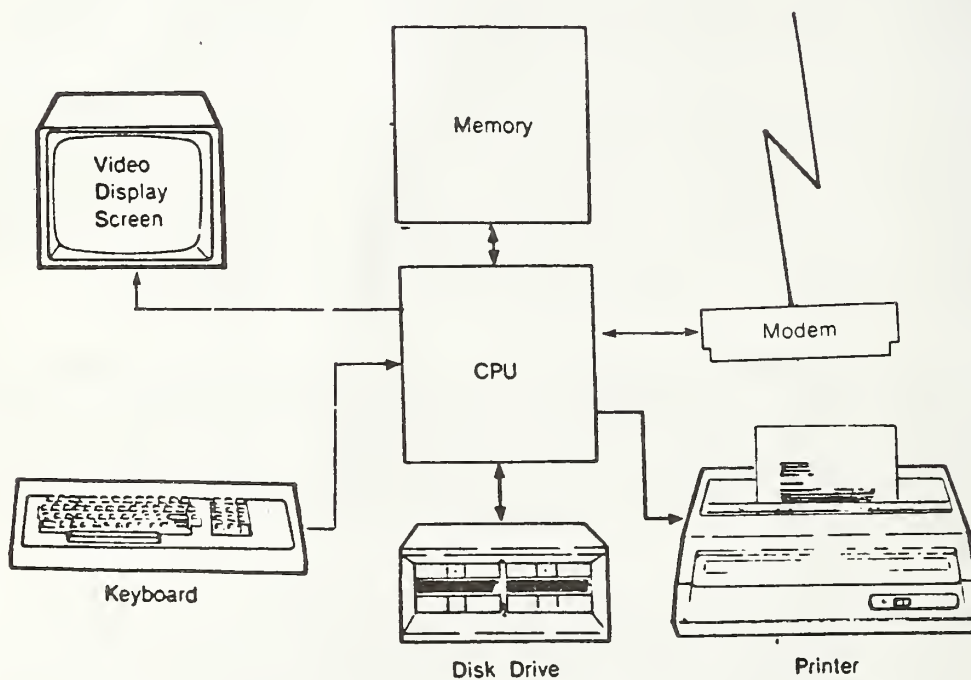 Memory
Video
Display
Screen
Modem
CPU
Keyboard
Disk Drive
Printer